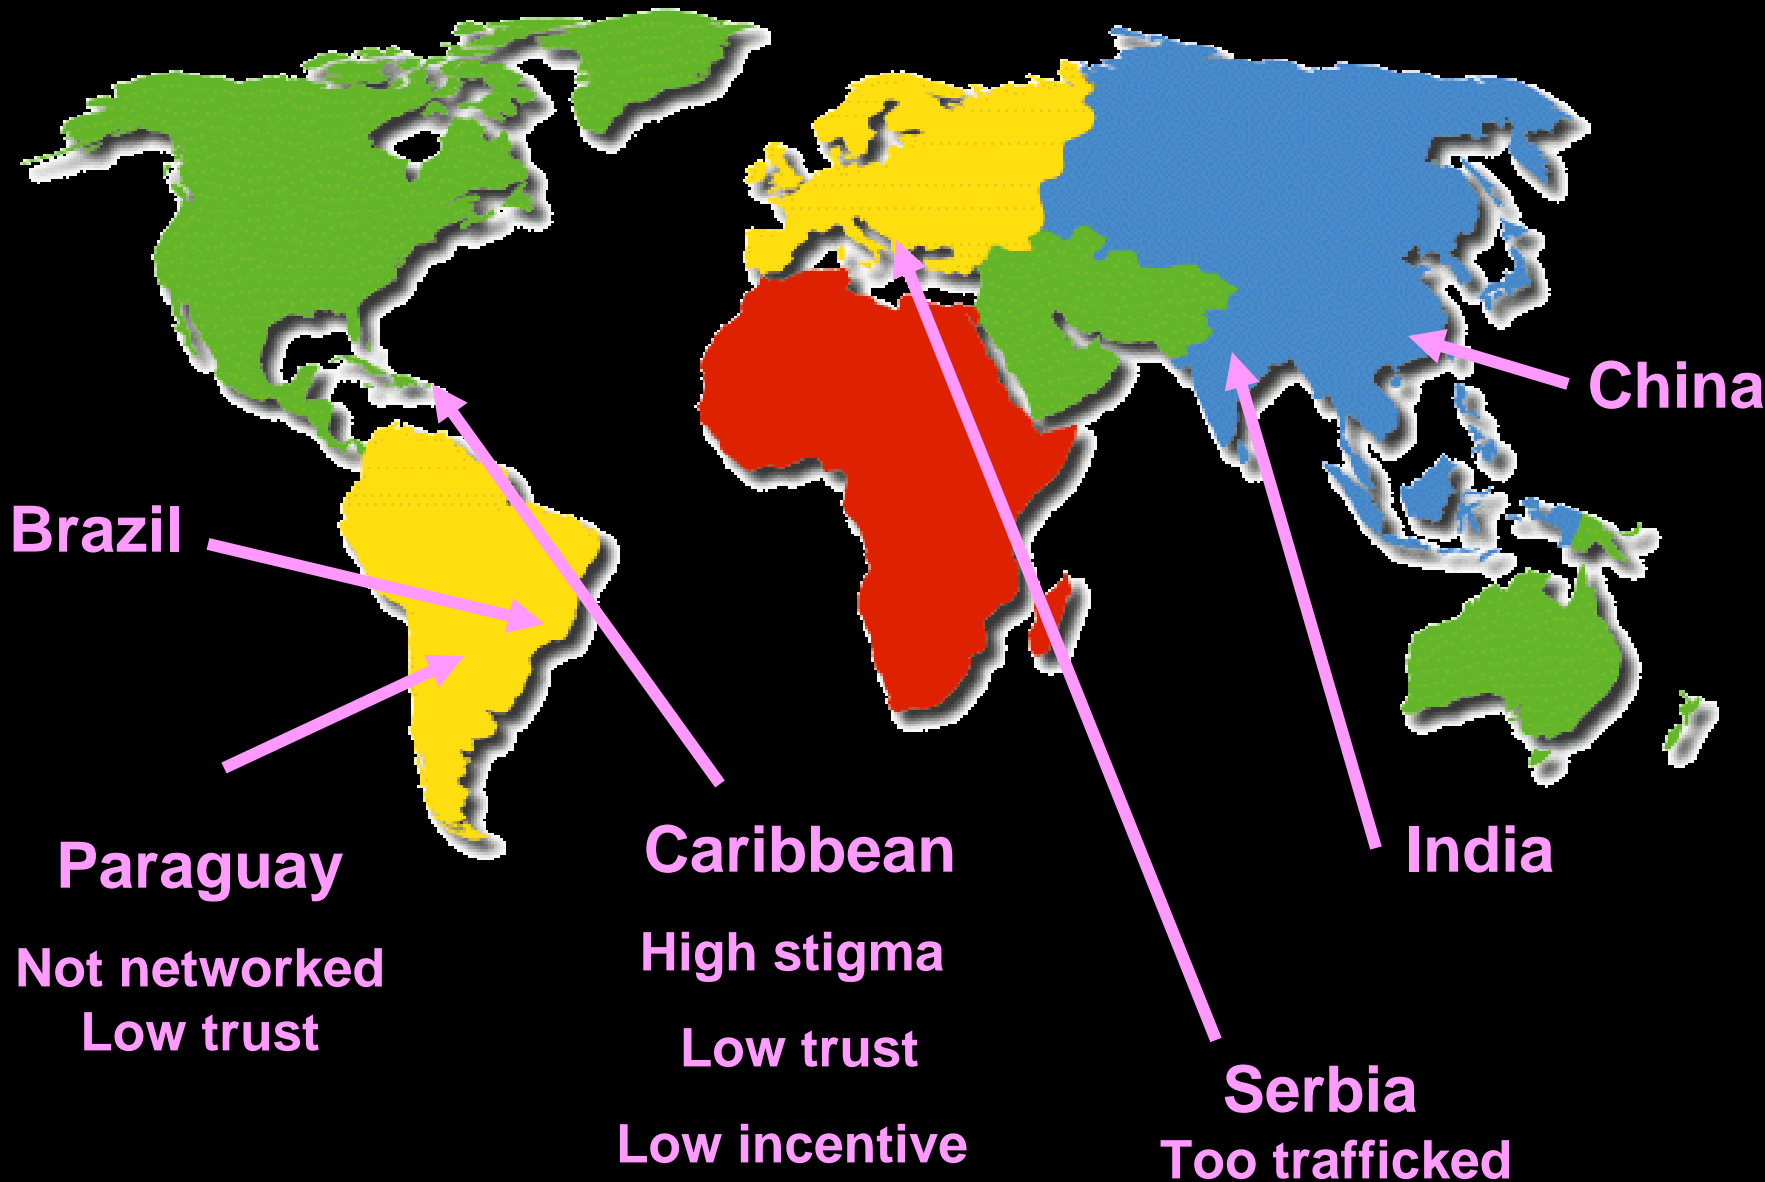 China
Brazil
Paraguay
Not networked
Low trust
Caribbean
High stigma
Low trust
Low incentive
India
Serbia
Too trafficked